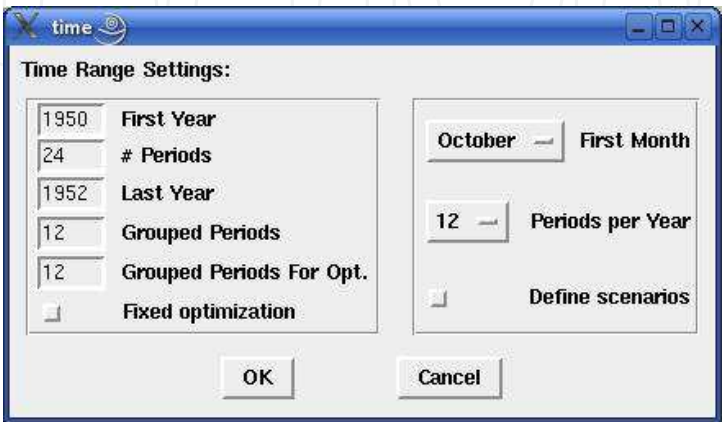 time
Time Range Settings:
1950 First Year
24 # Periods
1952 Last Year
12 Grouped Periods
12 Grouped Periods For Opt.
Fixed optimization
October First Month
12 Periods per Year
Define scenarios
OK Cancel